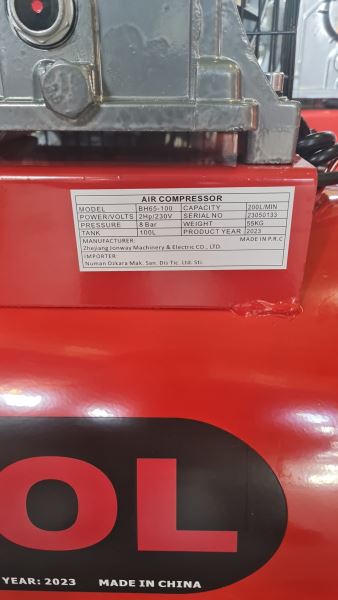 AIR COMPRESSOR
MODEL BH65-100 CAPACITY 200L/MIN
POWER/VOLTS 2Hp/230V SERIAL NO 23050133
PRESSURE 8 Bar WEIGHT 55KG
TANK 100L PRODUCT YEAR 2023
MANUFACTURER: MADE IN P.R.C
Zhejiang Jonway Machinery & Electric CO., LTD.
IMPORTER:
Numan Ozkara Mak. San. Dis Tic. Ltd. Sti.
OL
YEAR: 2023 MADE IN CHINA